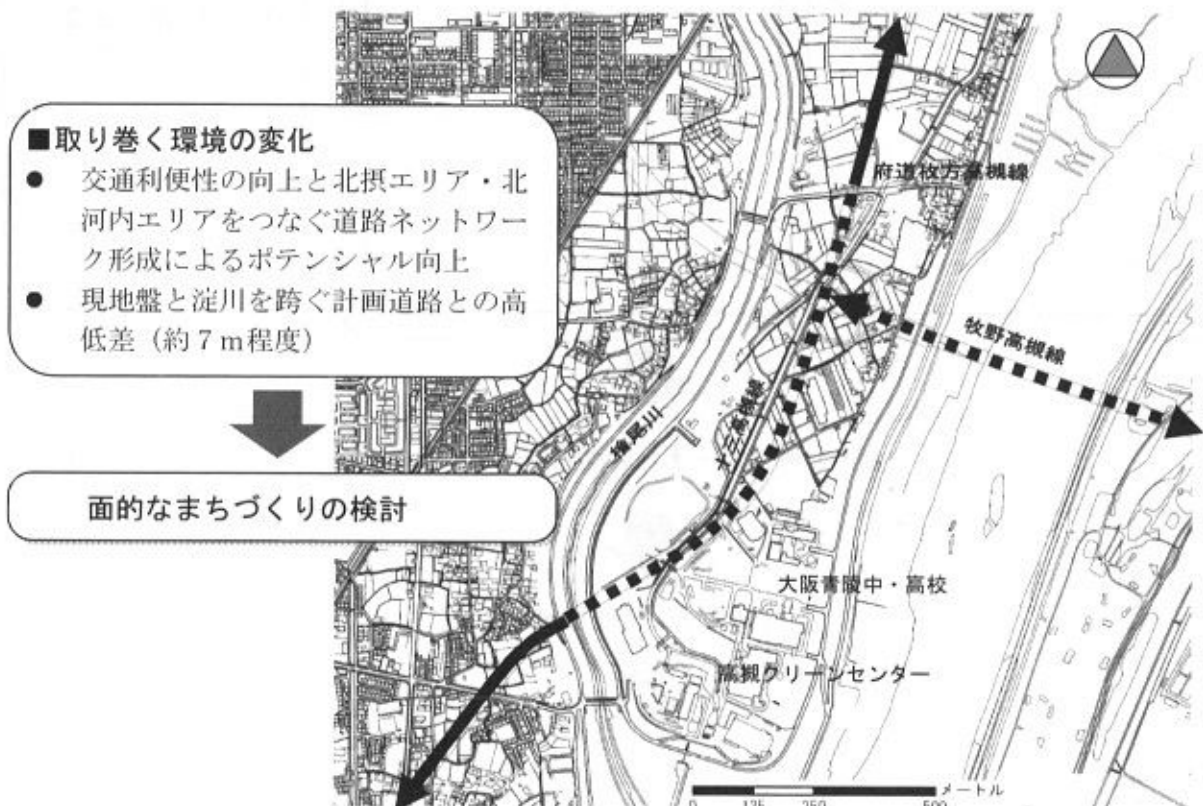 ■取り巻く環境の変化
● 交通利便性の向上と北摂エリア・北
河内エリアをつなぐ道路ネットワー
ク形成によるポテンシャル向上
● 現地盤と淀川を跨ぐ計画道路との高
低差（約７ｍ程度）
面的なまちづくりの検討
府道枚方高槻線
牧野高槻線
十三高槻線
檜尾川
大阪青陵中・高校
高槻クリーンセンター
メートル
0 125 250 500